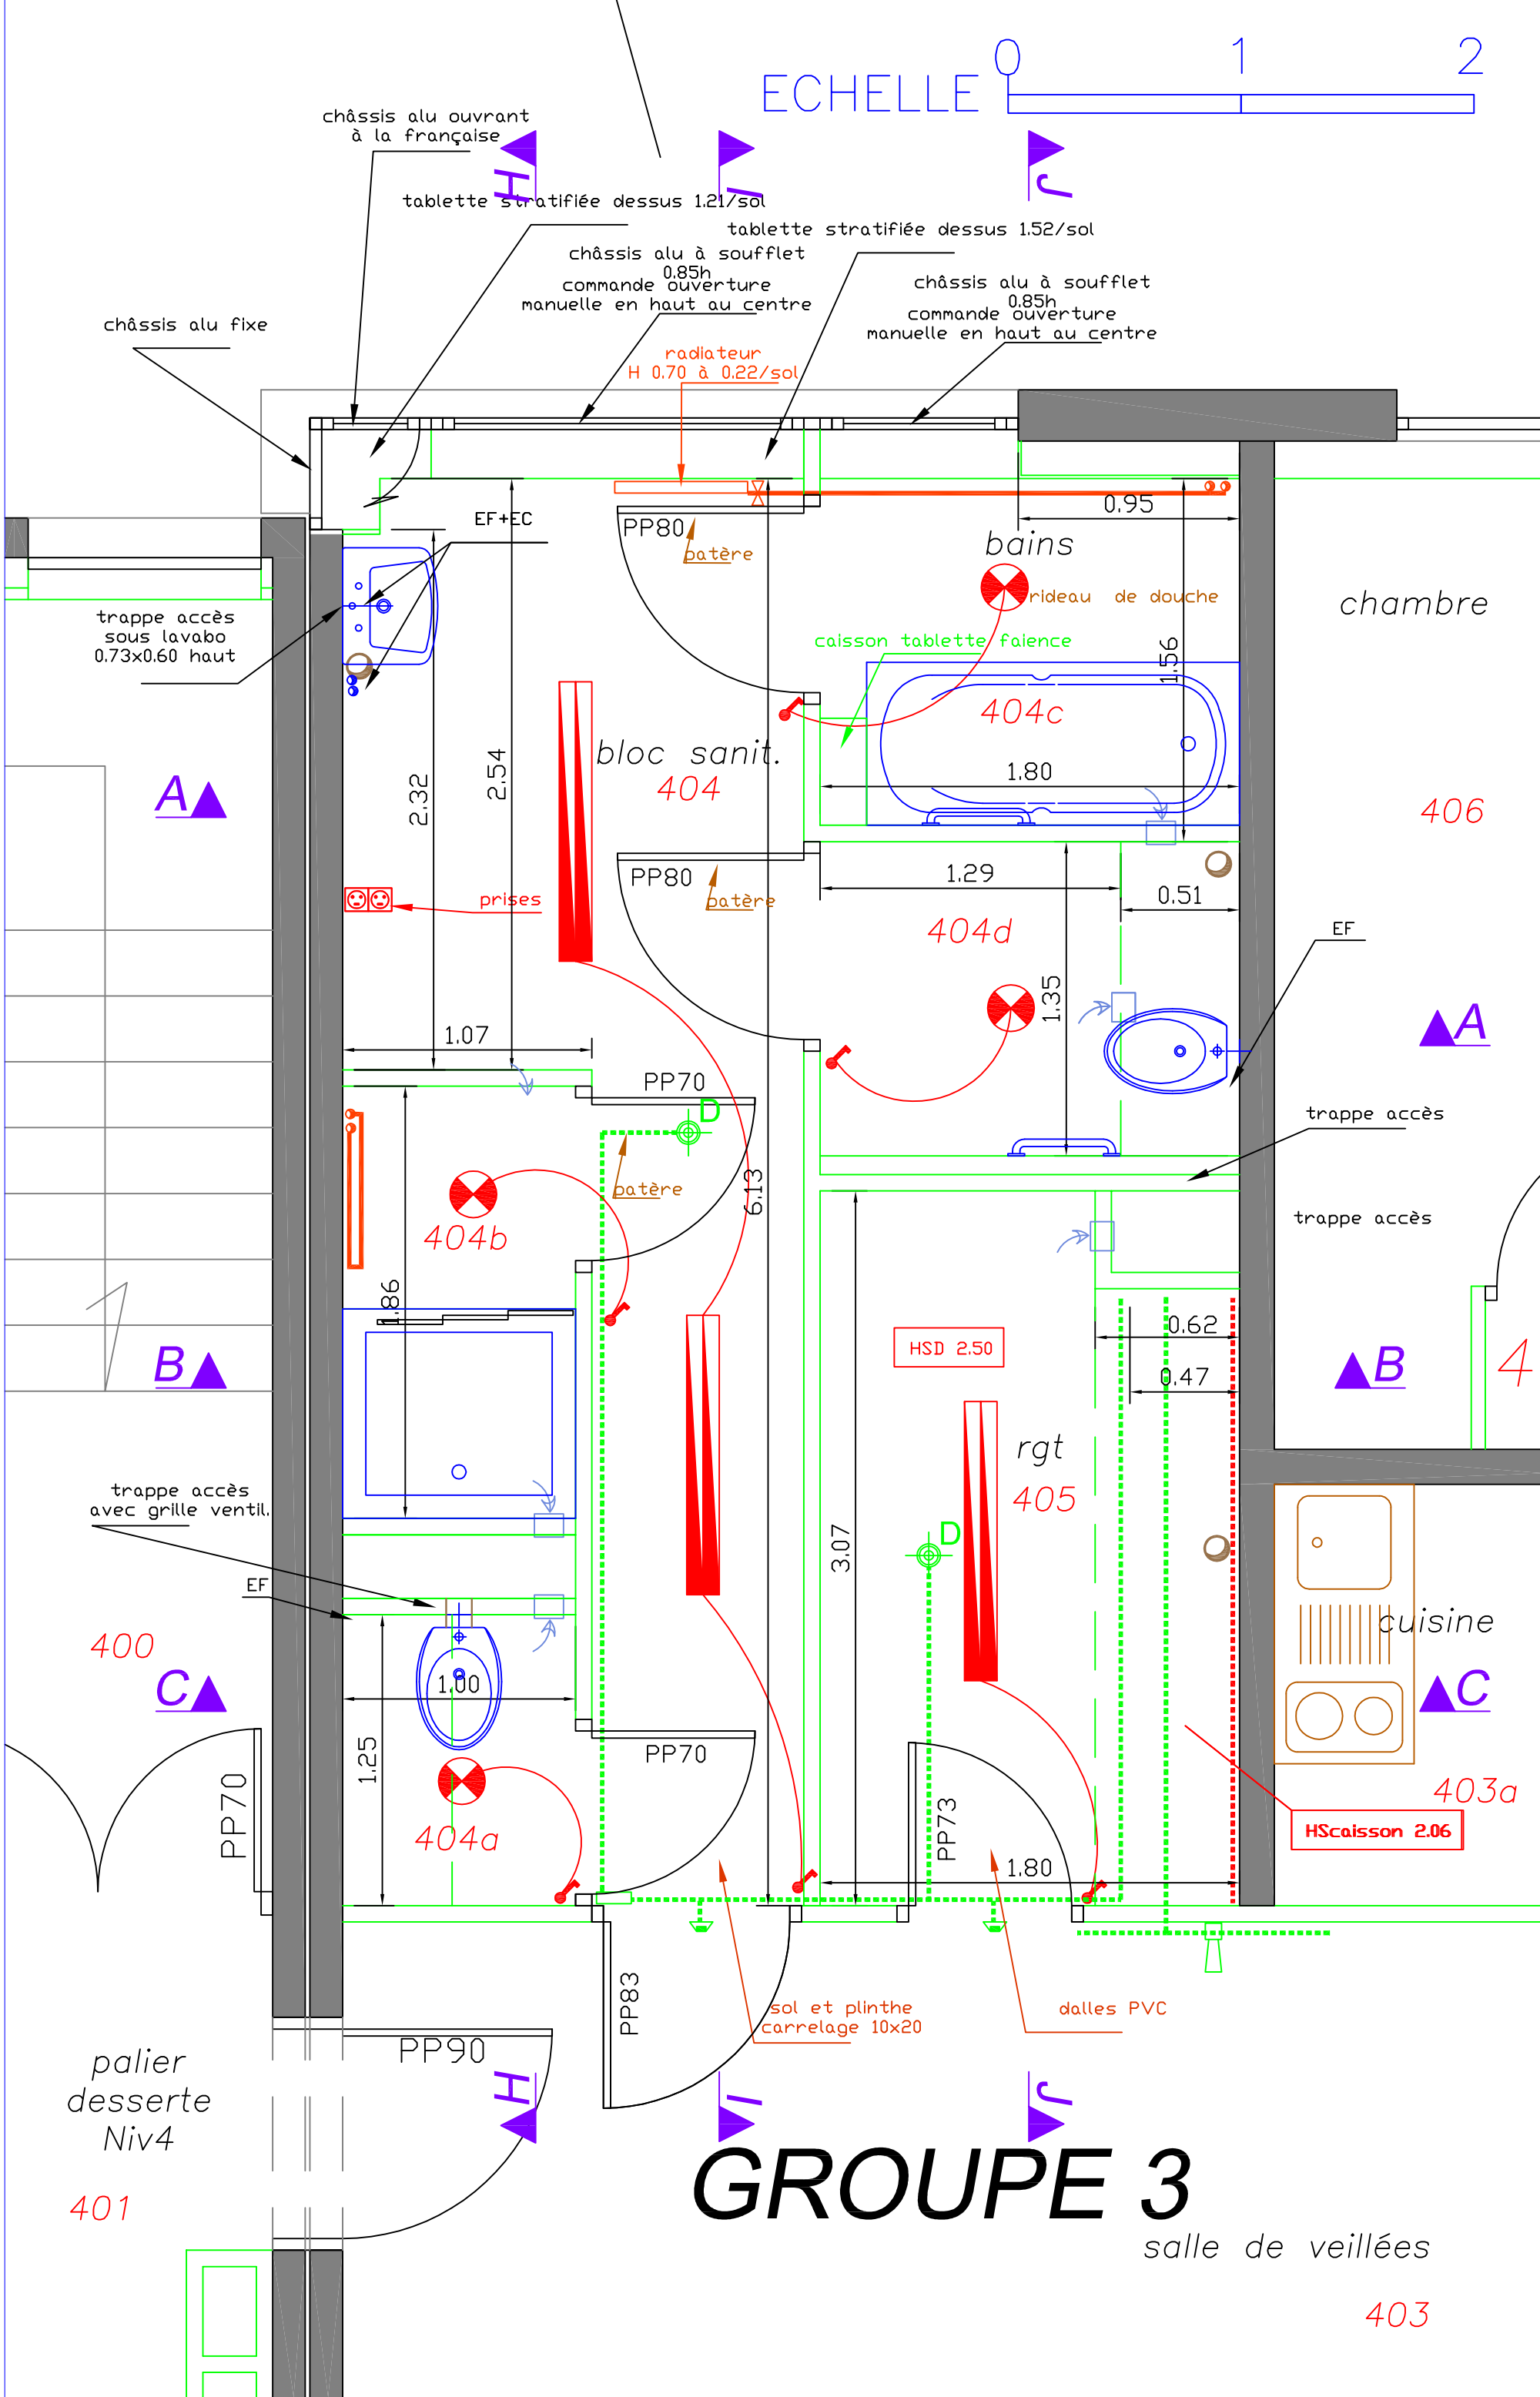 ECHELLE
0 1 2
châssis alu ouvrant
à la française
H
I
J
tablette stratifiée dessus 1.21/sol
tablette stratifiée dessus 1.52/sol
châssis alu à soufflet
0.85h
commande ouverture
manuelle en haut au centre
châssis alu à soufflet
0.85h
commande ouverture
manuelle en haut au centre
châssis alu fixe
radiateur
H 0.70 à 0.22/sol
EF+EC
PP80
patère
0.95
bains
rideau de douche
chambre
trappe accès
sous lavabo
0.73x0.60 haut
caisson tablette faience
1.56
404c
bloc sanit.
404
1.80
A
2.32
2.54
406
PP80
patère
prises
1.29
0.51
404d
EF
1.35
A
1.07
PP70
D
trappe accès
patère
6.13
404b
trappe accès
1.86
HSD 2.50
0.62
0.47
B
B
4
rgt
405
trappe accès
avec grille ventil.
D
3.07
EF
400
cuisine
C
1.00
C
1.25
PP70
PP70
404a
PP73
403a
HScaisson 2.06
1.80
PP83
sol et plinthe
carrelage 10x20
dalles PVC
PP90
palier
desserte
Niv4
H
I
J
GROUPE 3
401
salle de veillées
403